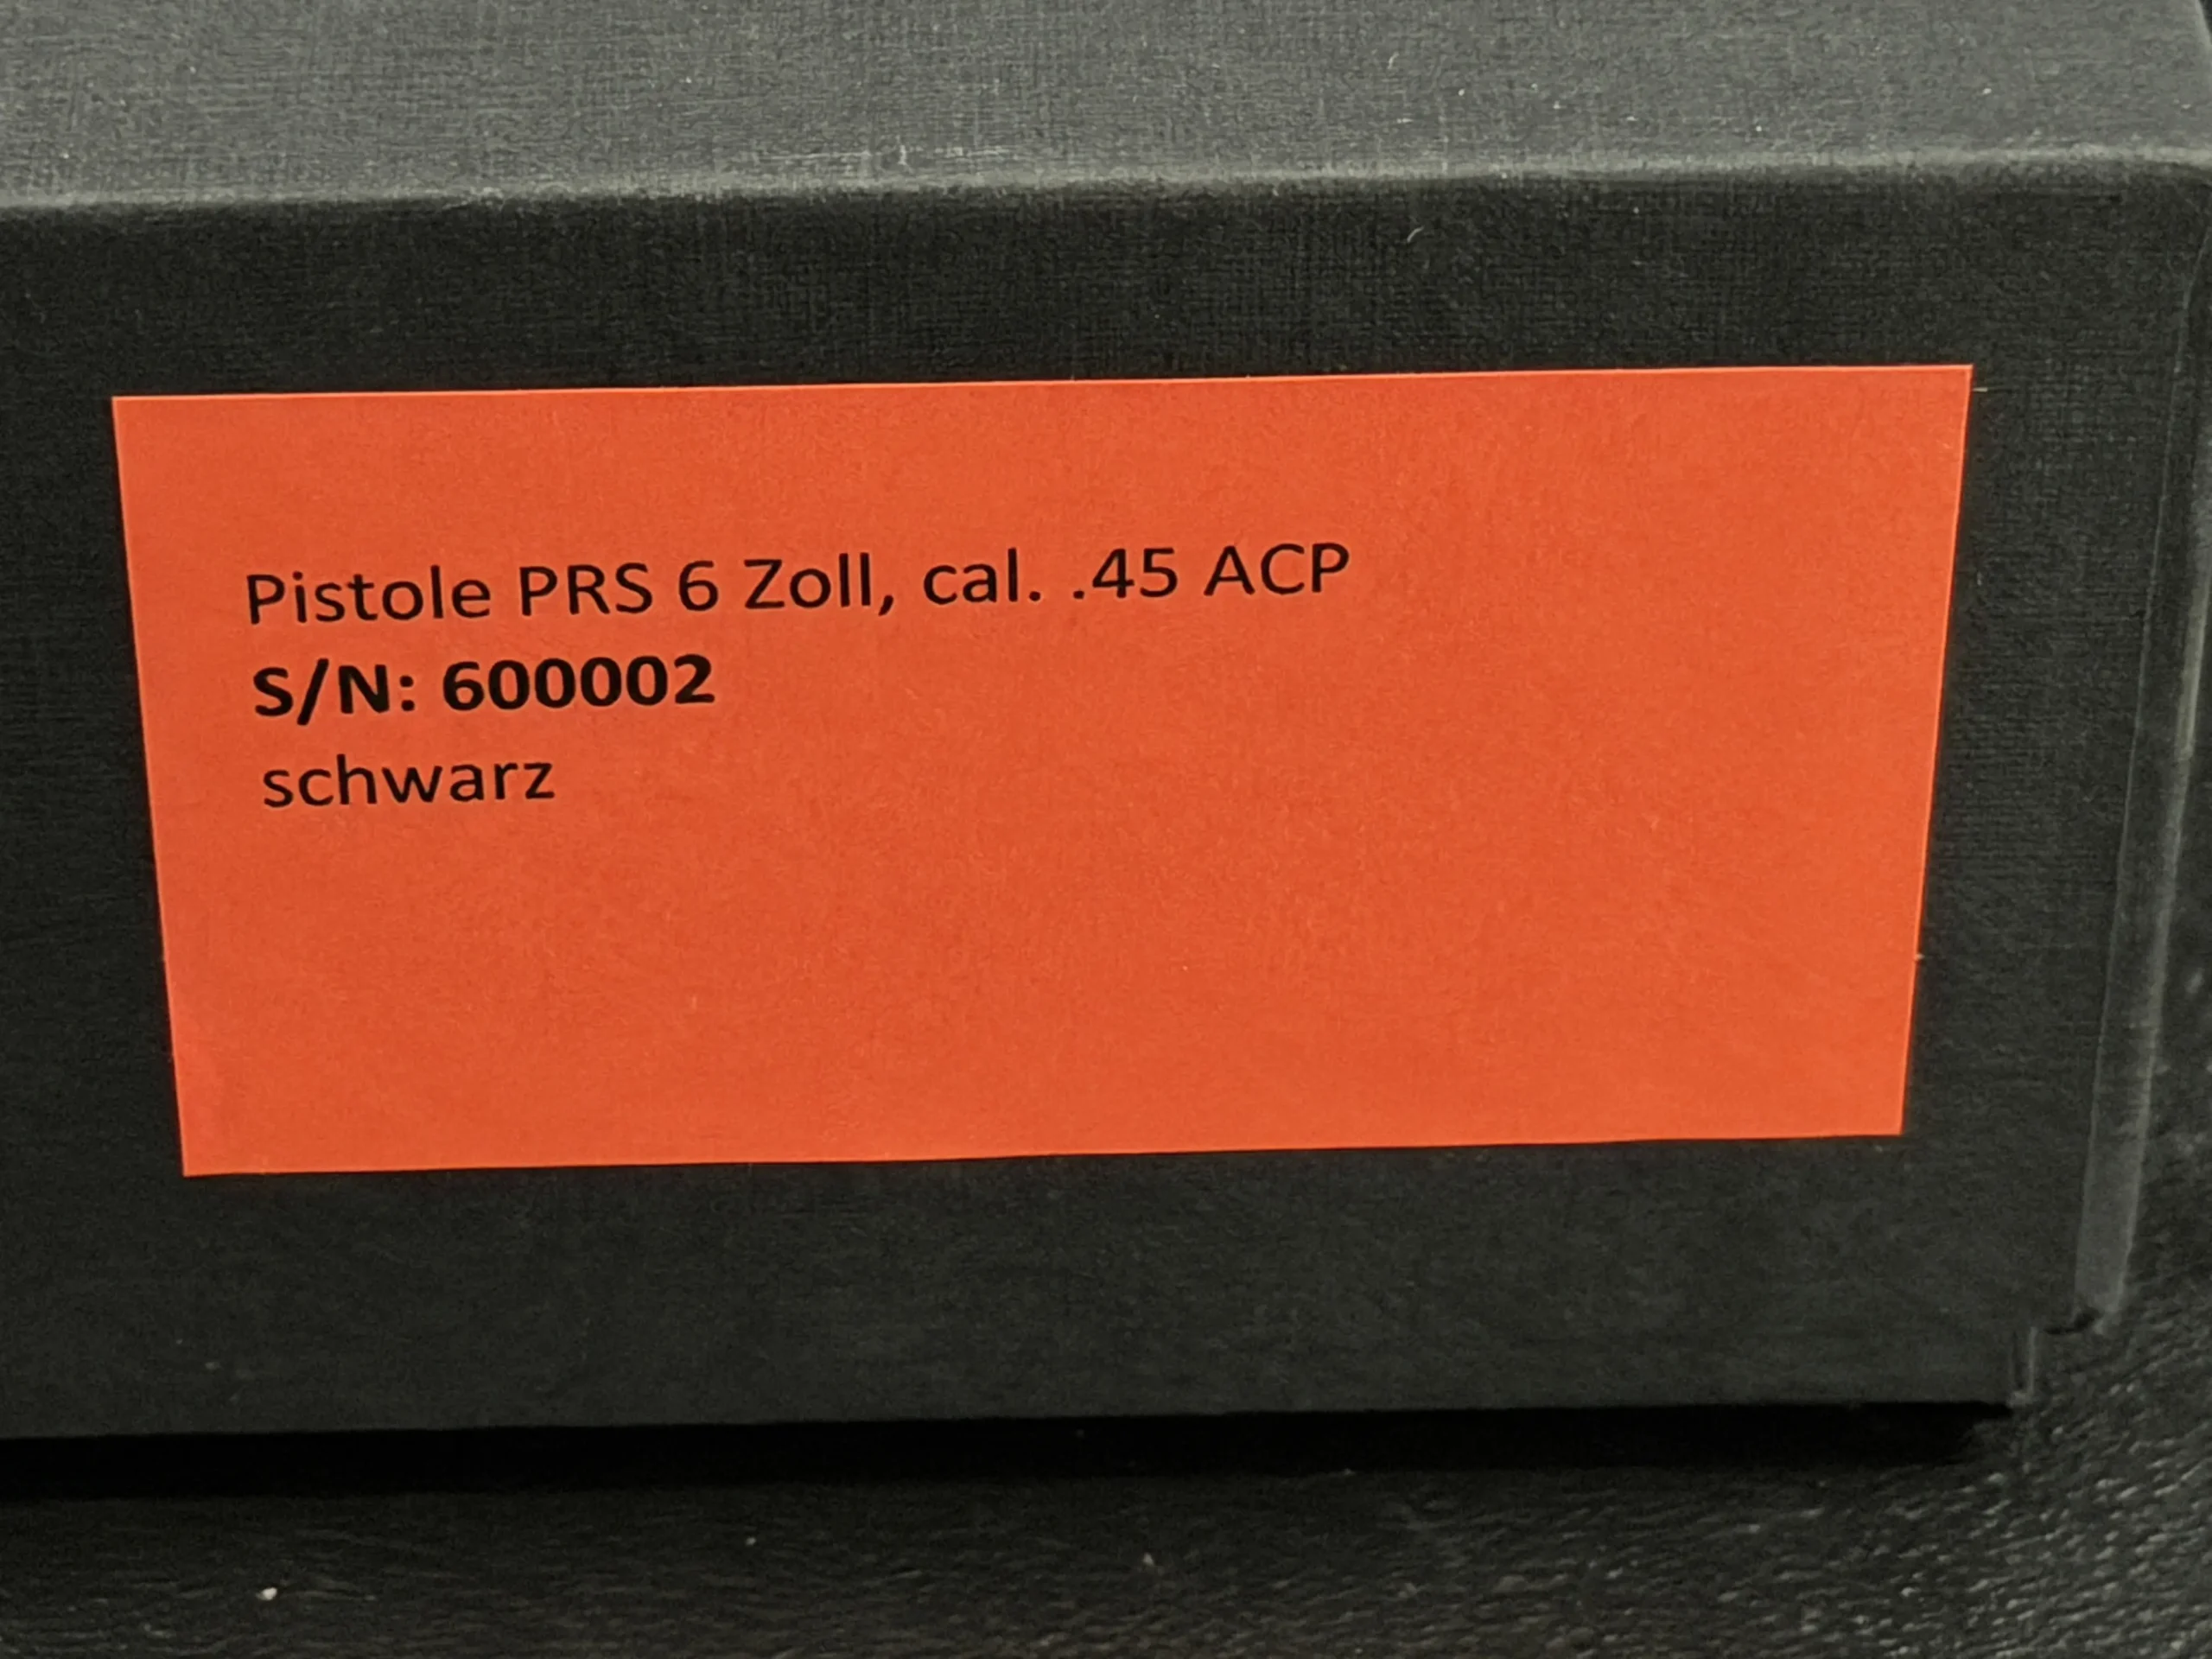 Pistole PRS 6 Zoll, cal. .45 ACP
S/N: 600002
schwarz